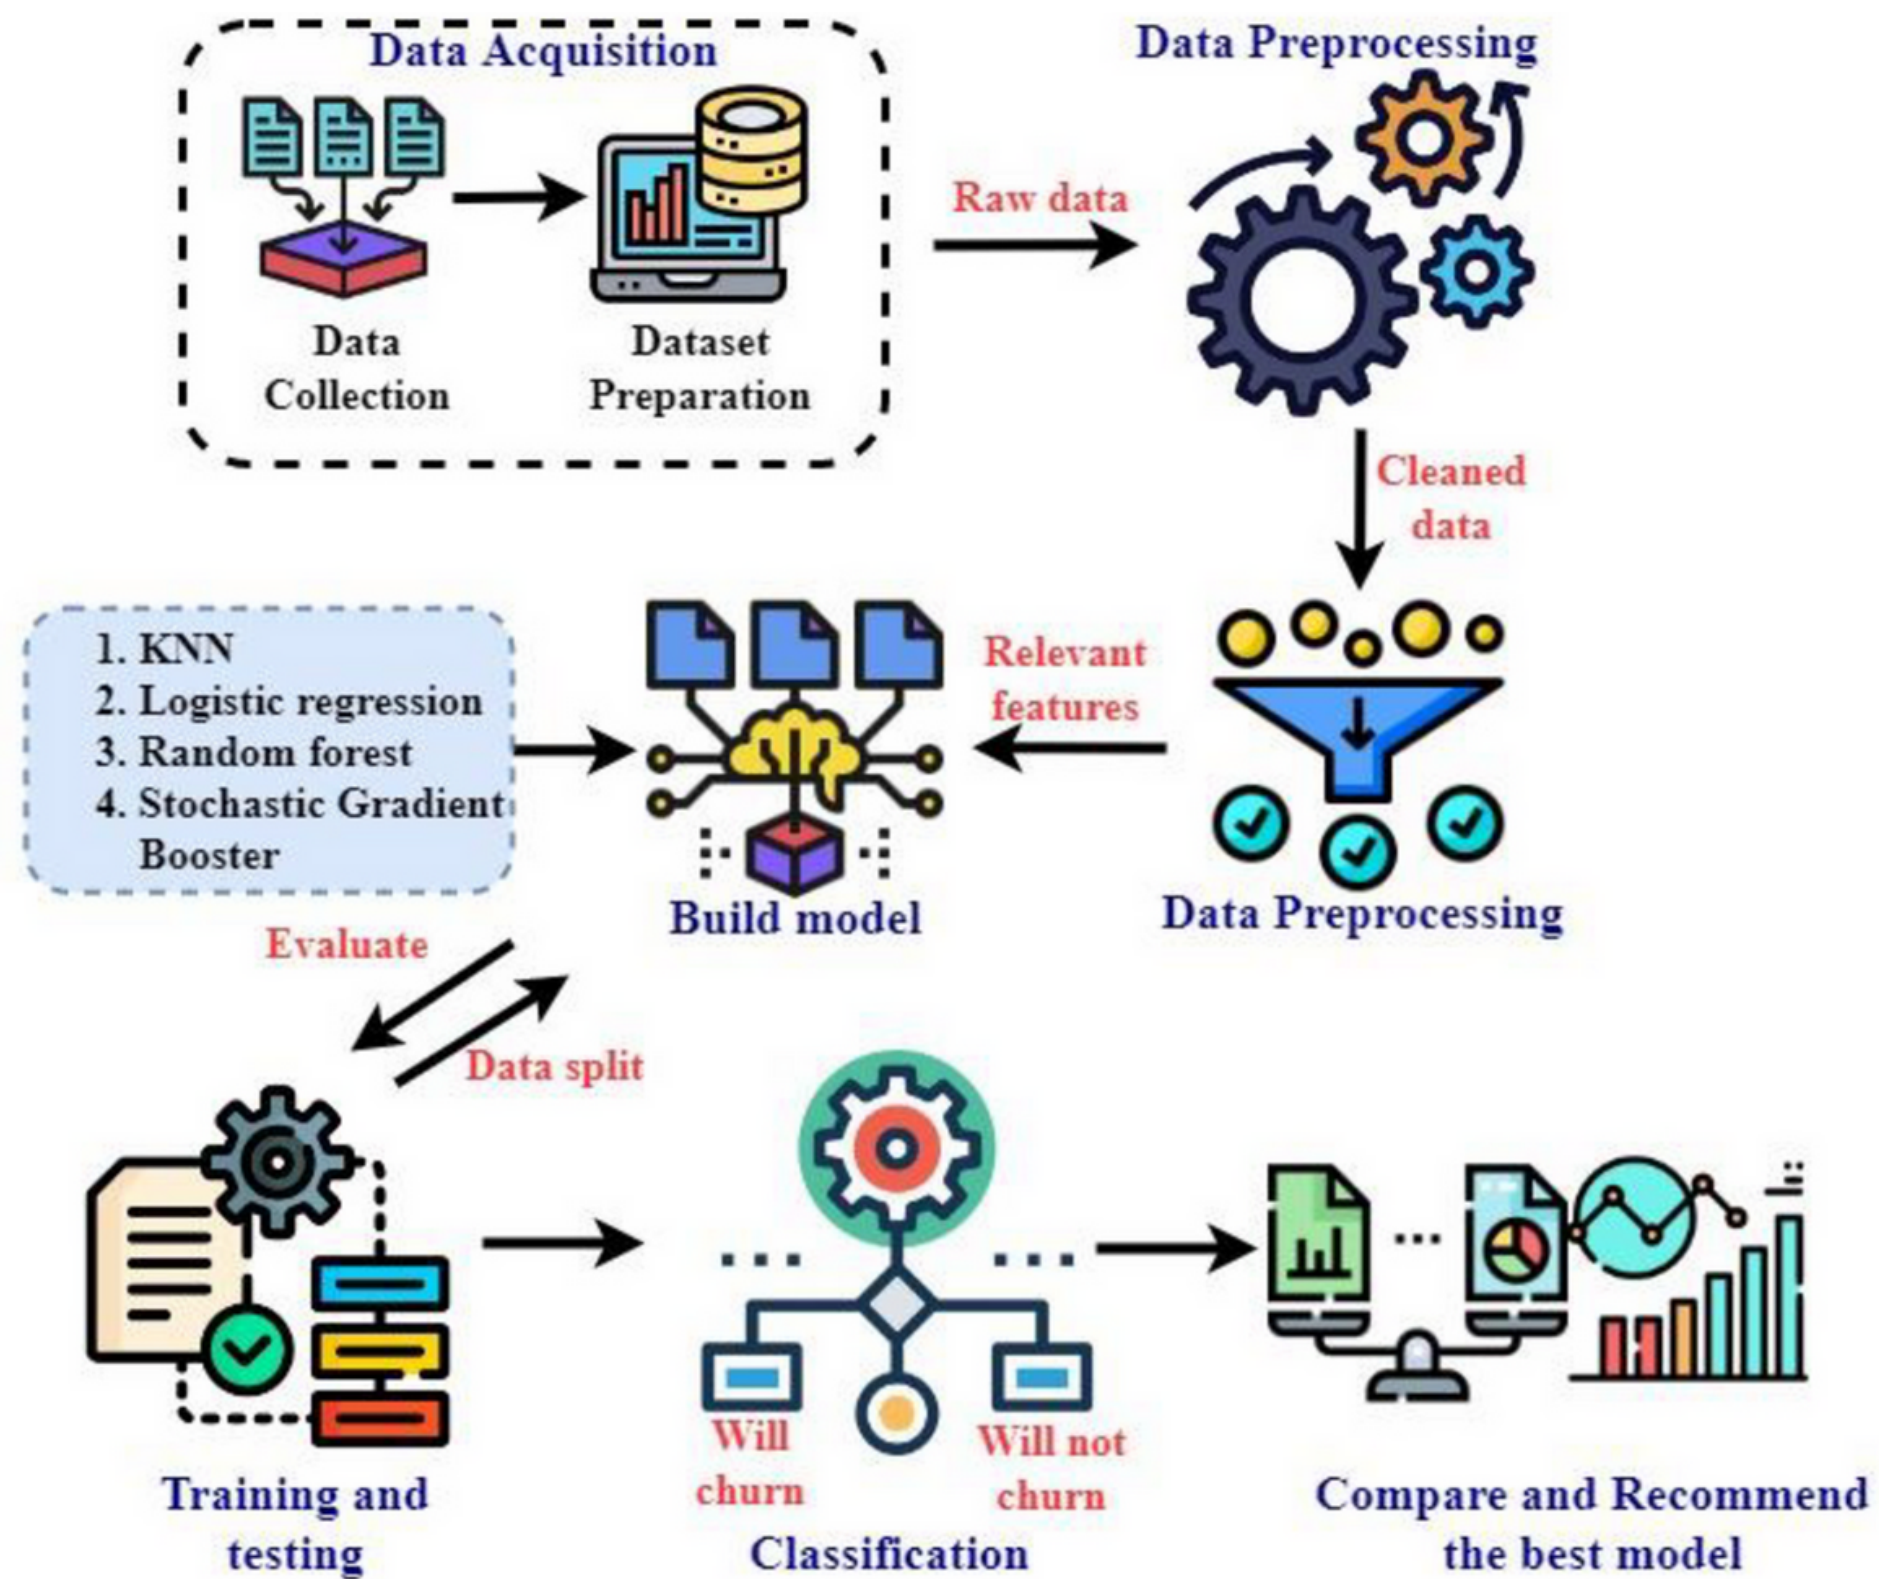 Data Acquisition
Data
Collection
Dataset
Preparation
Raw data
Data Preprocessing
Cleaned
data
1. KNN
2. Logistic regression
3. Random forest
4. Stochastic Gradient
Booster
Build model
Relevant
features
Data Preprocessing
Evaluate
Data split
Training and
testing
Will
churn
Will not
churn
Classification
Compare and Recommend
the best model